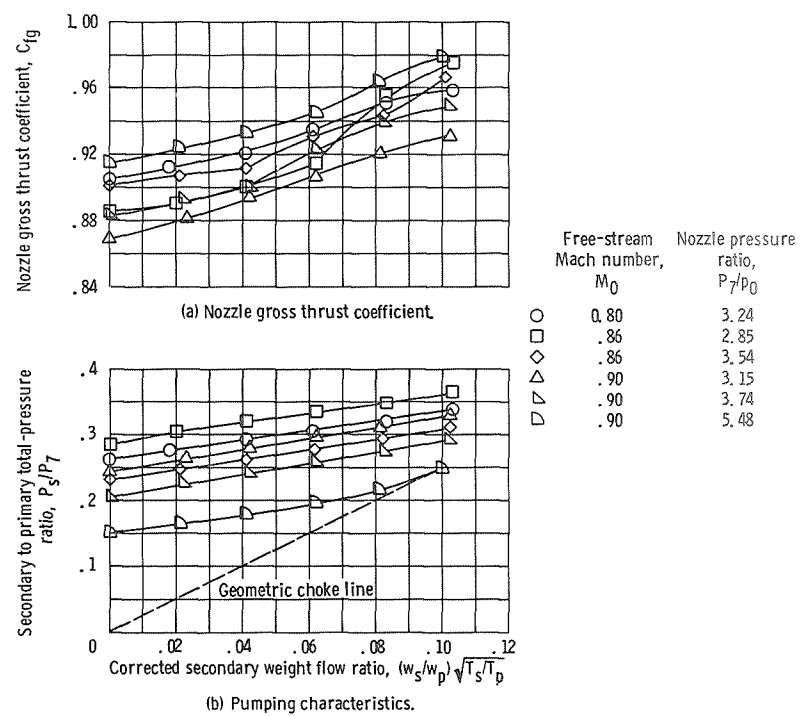 1.00
.96
.92
.88
.84
Nozzle gross thrust coefficient, Cfg
(a) Nozzle gross thrust coefficient.
Free-stream Mach number, M0
Nozzle pressure ratio, P7/p0
0.80 3.24
.86 2.85
.86 3.54
.90 3.15
.90 3.74
.90 5.48
.4
.3
.2
.1
0
Secondary to primary total-pressure
ratio, Ps/P7
Geometric choke line
.02 .04 .06 .08 .10 .12
Corrected secondary weight flow ratio, (ws/wp)√Ts/Tp
(b) Pumping characteristics.